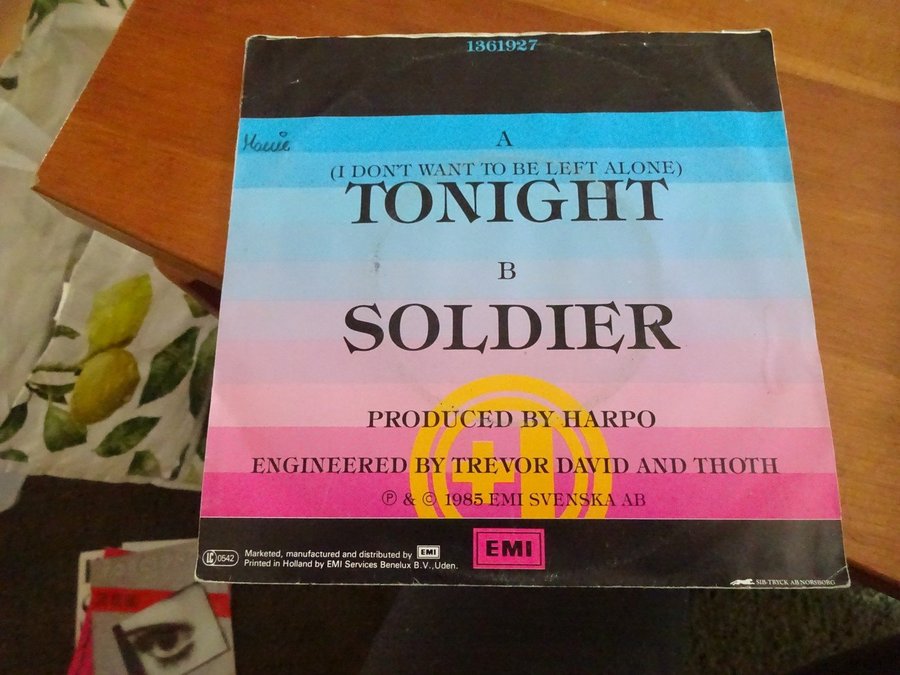 1361927
A
(I DON'T WANT TO BE LEFT ALONE)
TONIGHT
B
SOLDIER
PRODUCED BY HARPO
ENGINEERED BY TREVOR DAVID AND THOTH
℗ & © 1985 EMI SVENSKA AB
LC 0542
Marketed, manufactured and distributed by EMI
Printed in Holland by EMI Services Benelux B.V., Uden.
EMI
SIB-TRYCK AB NORSBORG